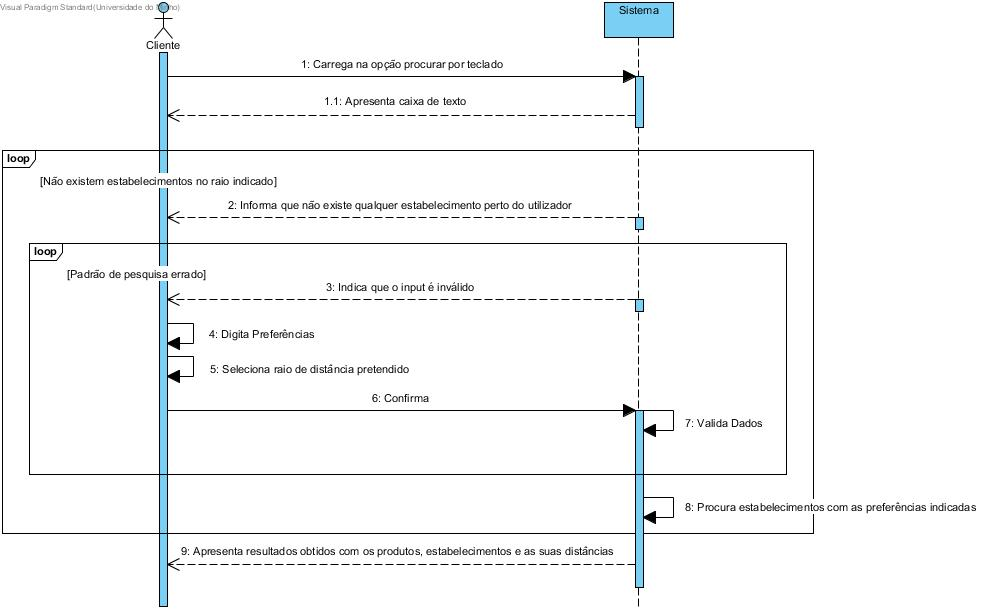 Visual Paradigm Standard(Universidade do Minho)
Sistema
Cliente
1: Carrega na opção procurar por teclado
1.1: Apresenta caixa de texto
loop
[Não existem estabelecimentos no raio indicado]
2: Informa que não existe qualquer estabelecimento perto do utilizador
loop
[Padrão de pesquisa errado]
3: Indica que o input é inválido
4: Digita Preferências
5: Seleciona raio de distância pretendido
6: Confirma
7: Valida Dados
8: Procura estabelecimentos com as preferências indicadas
9: Apresenta resultados obtidos com os produtos, estabelecimentos e as suas distâncias